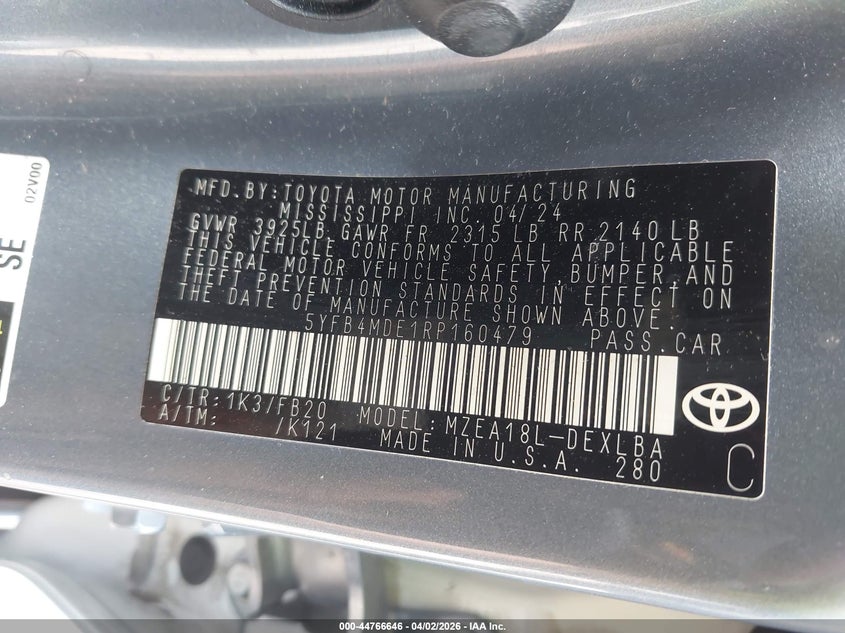 02V00
SE
MFD.BY:TOYOTA MOTOR MANUFACTURING
MISSISSIPPI INC. 04/24
GVWR 3925LB GAWR FR 2315 LB RR 2140 LB
THIS VEHICLE CONFORMS TO ALL APPLICABLE
FEDERAL MOTOR VEHICLE SAFETY,BUMPER,AND
THEFT PREVENTION STANDARDS IN EFFECT ON
THE DATE OF MANUFACTURE SHOWN ABOVE.
5YFB4MDE1RP160479 PASS.CAR
C/TR:1K3/FB20 MODEL:MZEA18L-DEXLBA
A/TM: /K121 MADE IN U.S.A. 280
C
000-44766646 - 04/02/2026 - IAA Inc.